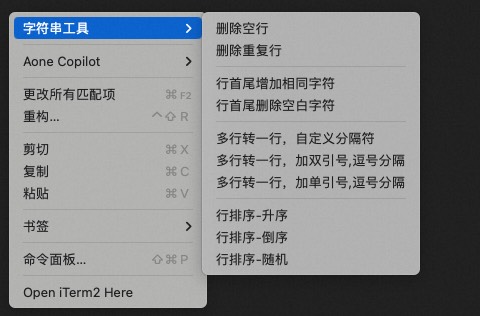 字符串工具
Aone Copilot
更改所有匹配项 ⌘F2
重构... ⌃⇧R
剪切 ⌘X
复制 ⌘C
粘贴 ⌘V
书签
命令面板... ⇧⌘P
Open iTerm2 Here
删除空行
删除重复行
行首尾增加相同字符
行首尾删除空白字符
多行转一行，自定义分隔符
多行转一行，加双引号,逗号分隔
多行转一行，加单引号,逗号分隔
行排序-升序
行排序-倒序
行排序-随机